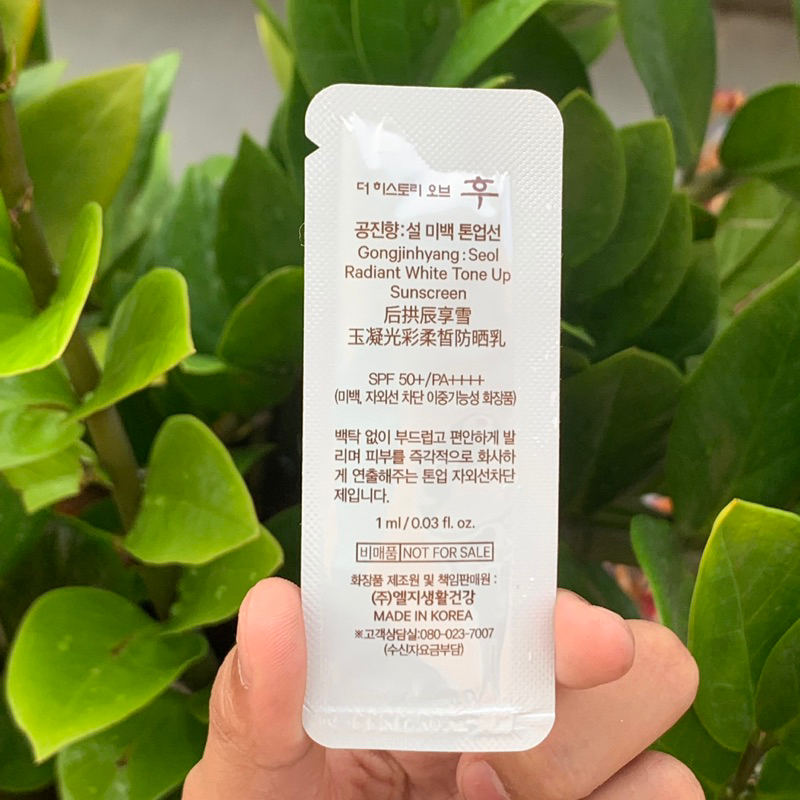 더 히스토리 오브 후
공진향:설 미백 톤업선
Gongjinhyang : Seol
Radiant White Tone Up
Sunscreen
后拱辰享雪
玉凝光彩柔皙防晒乳
SPF 50+/PA++++
(미백, 자외선 차단 이중기능성 화장품)
백탁 없이 부드럽고 편안하게 발
리며 피부를 즉각적으로 화사하
게 연출해주는 톤업 자외선차단
제입니다.
1 ml / 0.03 fl. oz.
비매품 NOT FOR SALE
화장품 제조원 및 책임판매원 :
(주)엘지생활건강
MADE IN KOREA
※고객상담실:080-023-7007
(수신자요금부담)